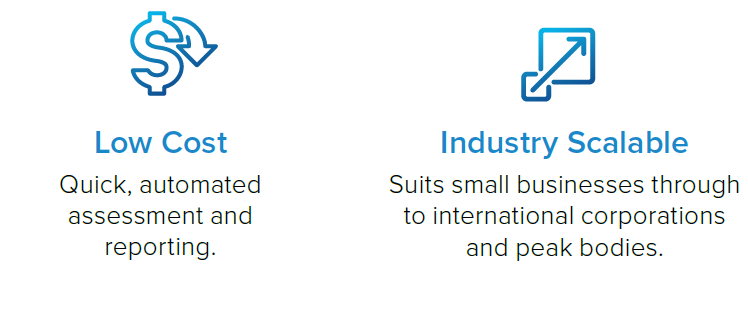 Low Cost
Quick, automated
assessment and
reporting.
Industry Scalable
Suits small businesses through
to international corporations
and peak bodies.